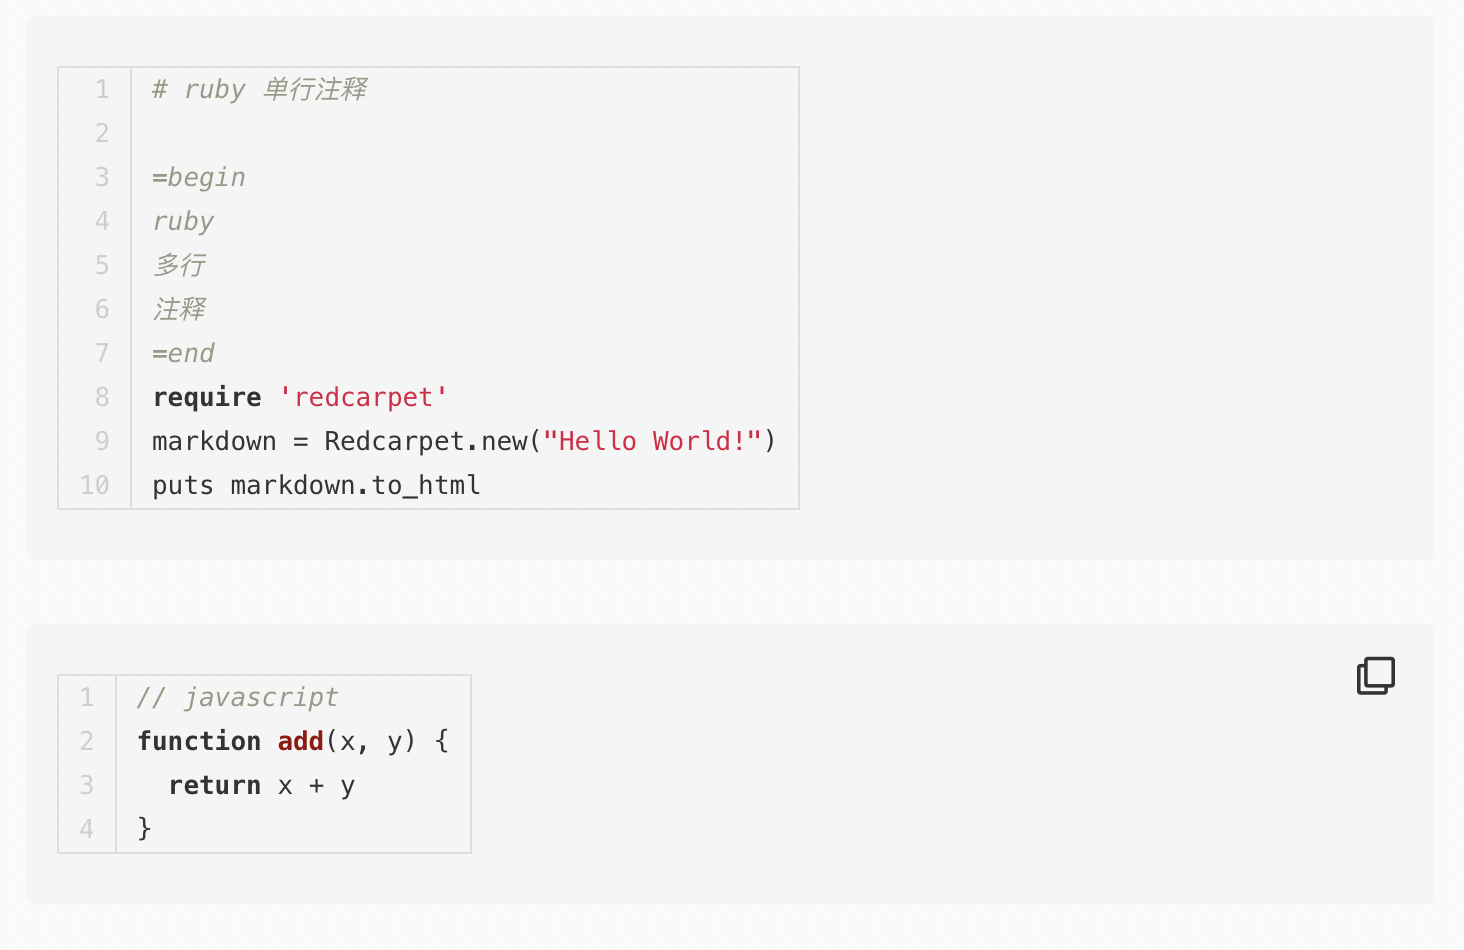 1 # ruby 单行注释
2
3 =begin
4 ruby
5 多行
6 注释
7 =end
8 require 'redcarpet'
9 markdown = Redcarpet.new("Hello World!")
10 puts markdown.to_html
1 // javascript
2 function add(x, y) {
3   return x + y
4 }